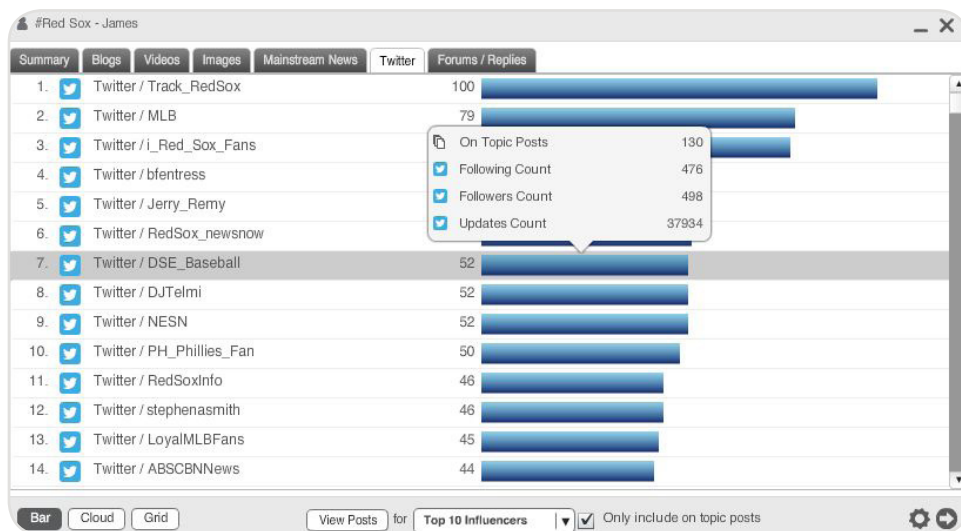 #Red Sox - James
Summary Blogs Videos Images Mainstream News Twitter Forums / Replies
1. Twitter / Track_RedSox 100
2. Twitter / MLB 79
3. Twitter / i_Red_Sox_Fans
On Topic Posts 130
4. Twitter / bfentress
Following Count 476
5. Twitter / Jerry_Remy
Followers Count 498
6. Twitter / RedSox_newsnow
Updates Count 37934
7. Twitter / DSE_Baseball 52
8. Twitter / DJTelmi 52
9. Twitter / NESN 52
10. Twitter / PH_Phillies_Fan 50
11. Twitter / RedSoxInfo 46
12. Twitter / stephenasmith 46
13. Twitter / LoyalMLBFans 45
14. Twitter / ABSCBNNews 44
Bar Cloud Grid View Posts for Top 10 Influencers Only include on topic posts